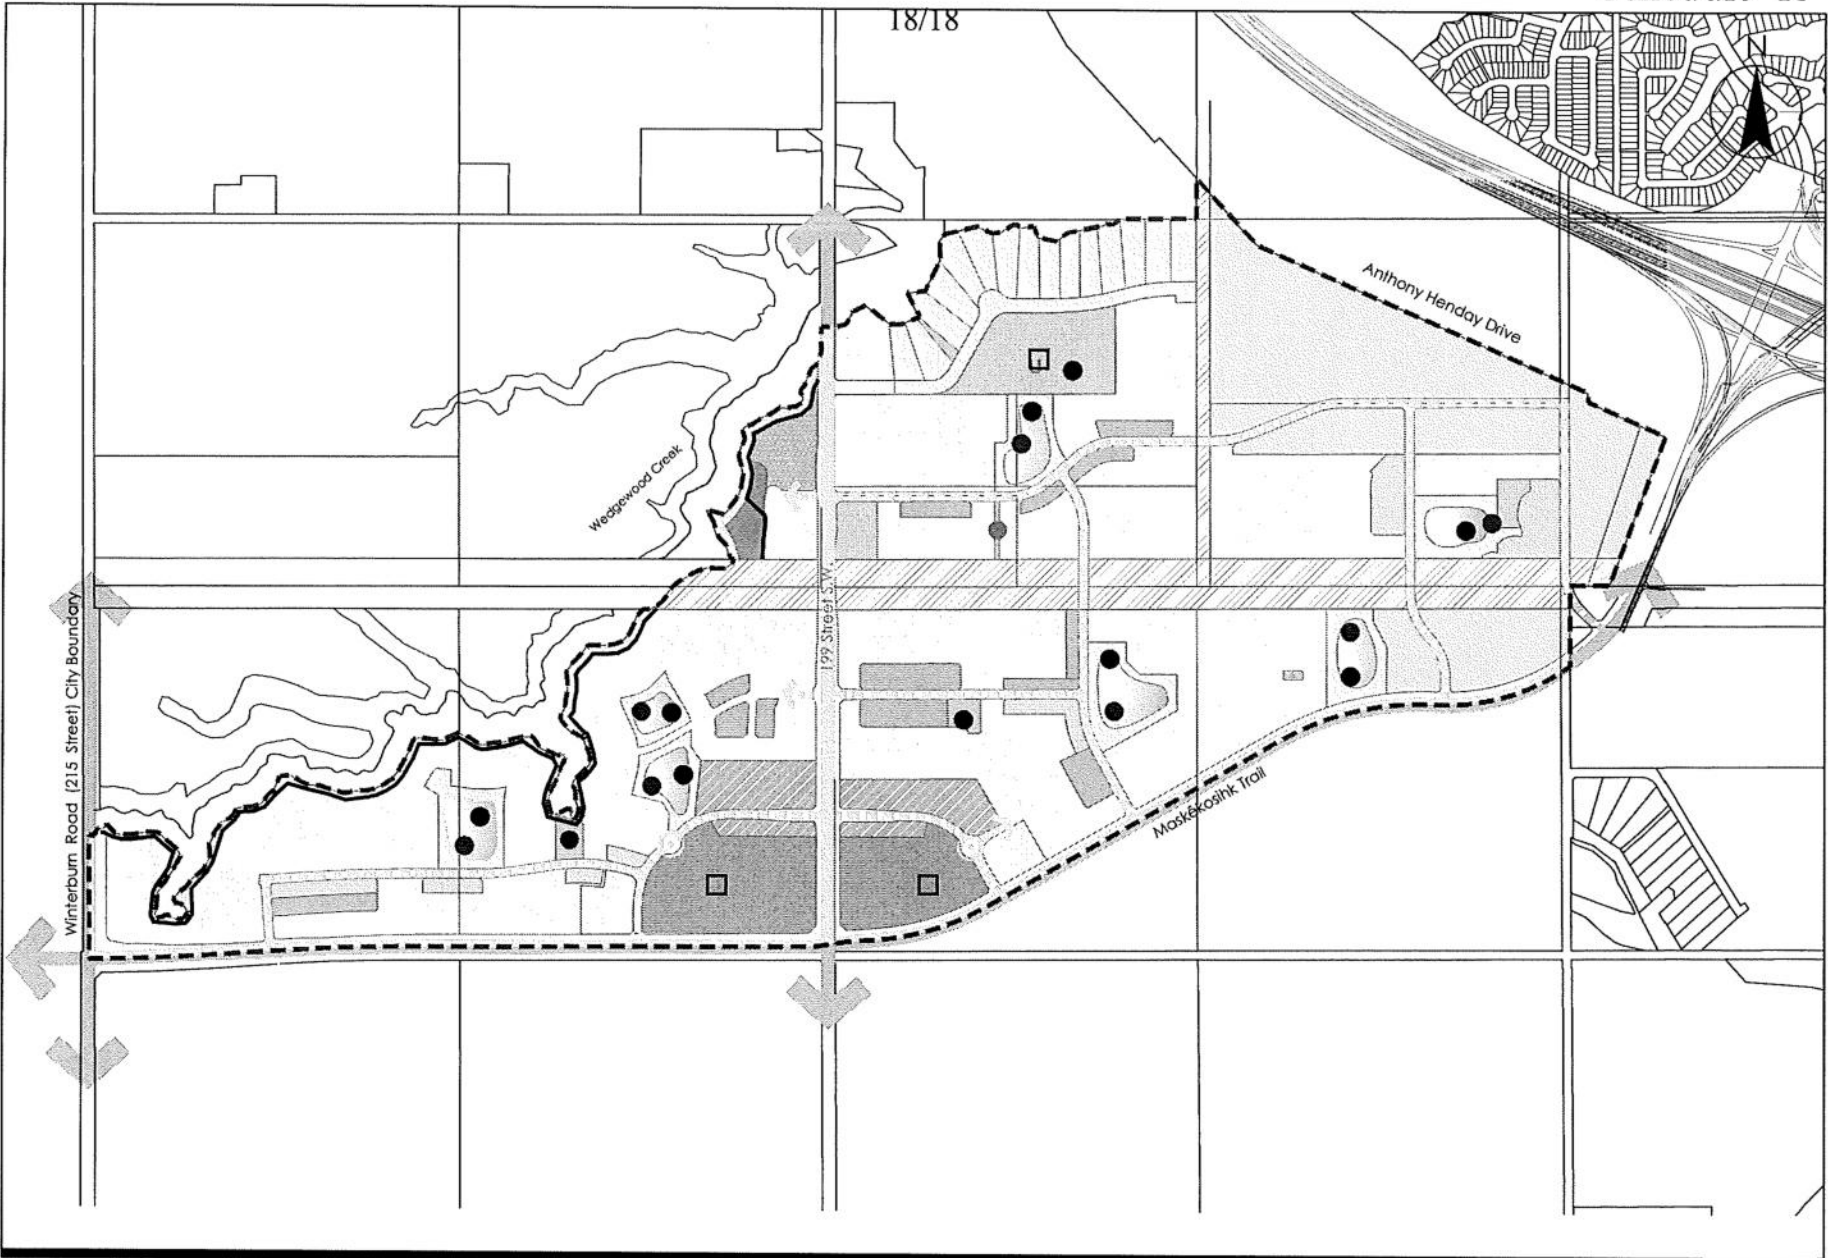 18/18
N
Anthony Henday Drive
Wedgewood Creek
199 Street S.W.
Winterburn Road (215 Street) City Boundary
Maskêkosihk Trail